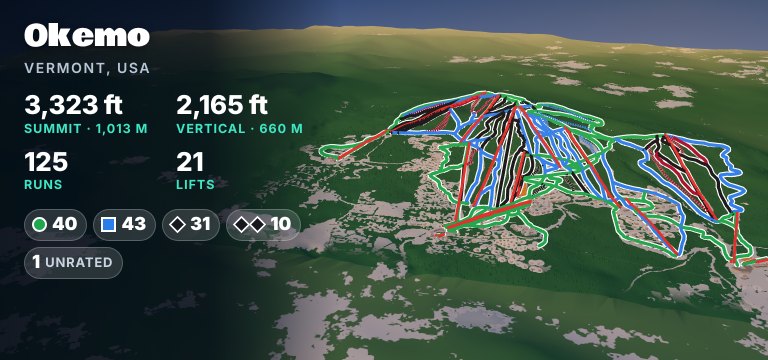 Okemo
VERMONT, USA
3,323 ft
SUMMIT · 1,013 M
2,165 ft
VERTICAL · 660 M
125
RUNS
21
LIFTS
40
43
31
10
1 UNRATED